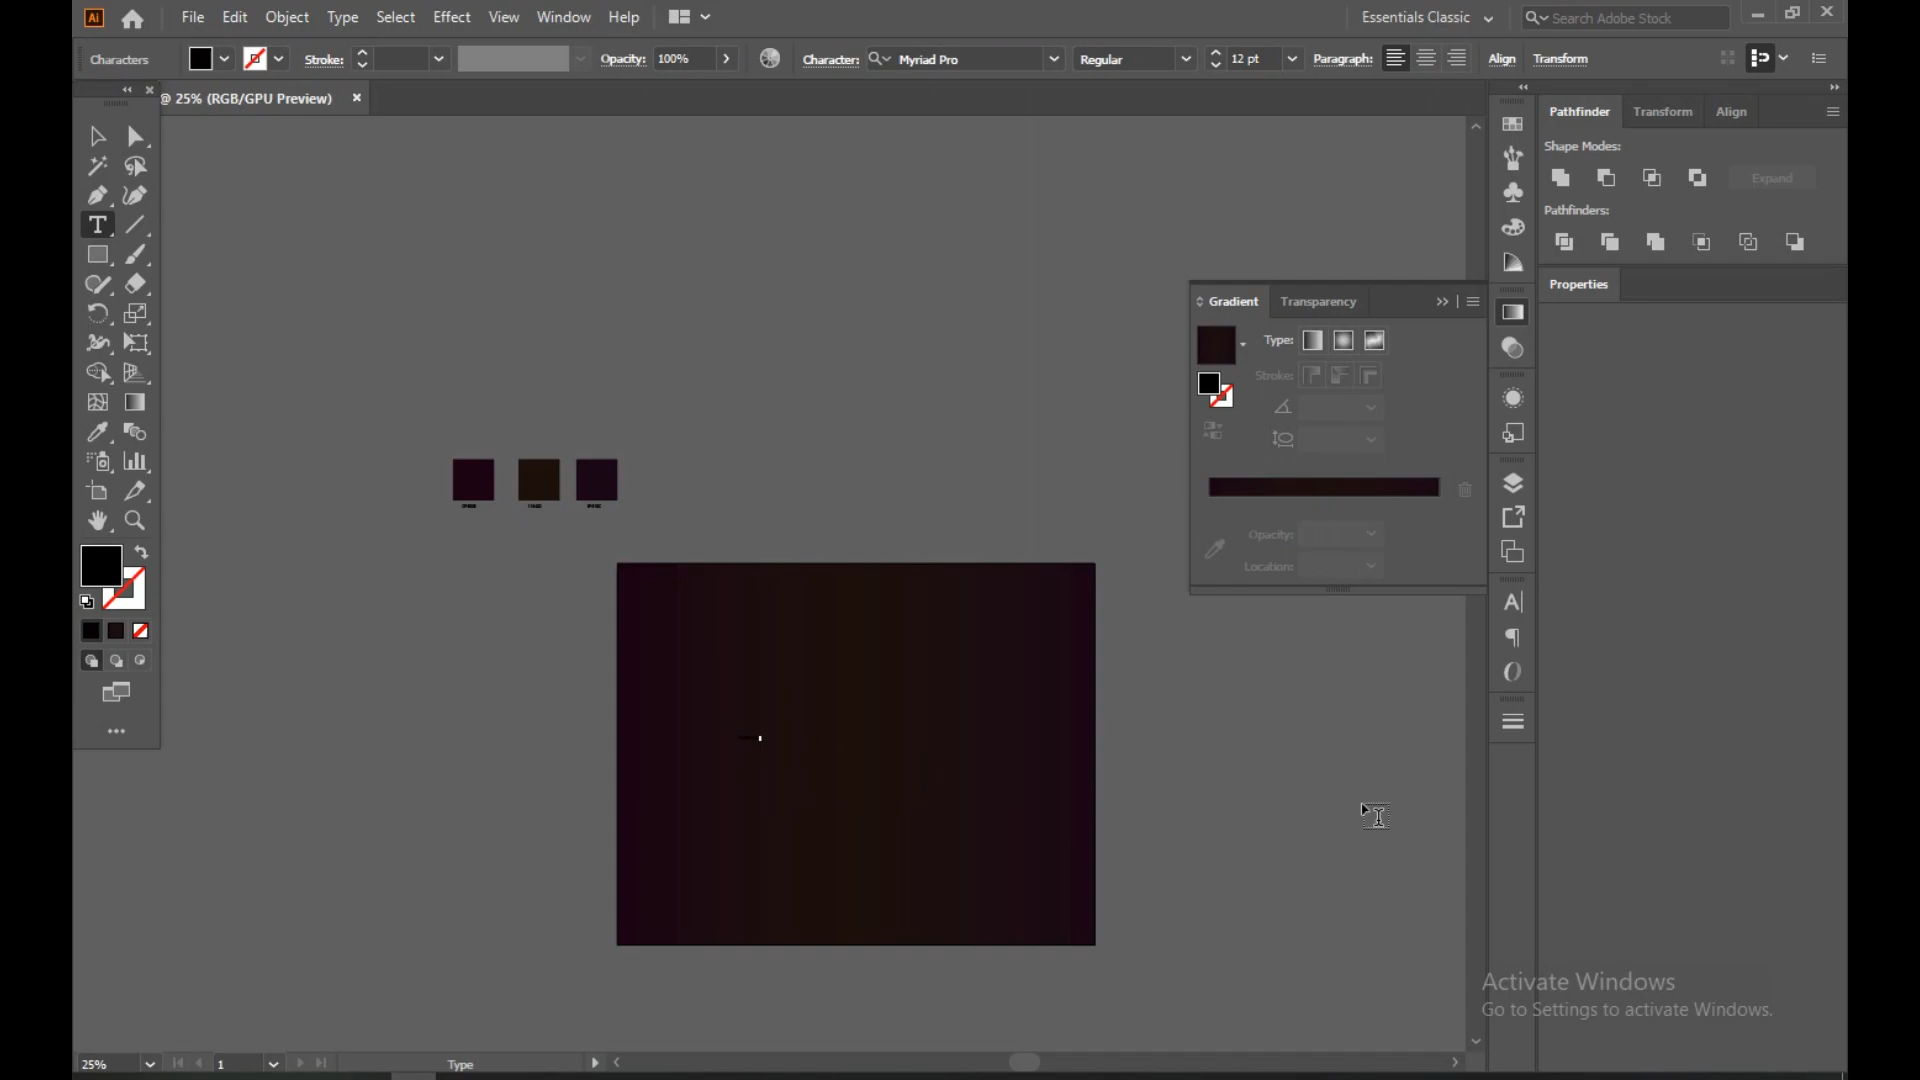 Ai File Edit Object Type Select Effect View Window Help Essentials Classic Search Adobe Stock
Characters Stroke: Opacity: 100% Character: Myriad Pro Regular 12 pt Paragraph: Align Transform
@ 25% (RGB/GPU Preview)
Pathfinder Transform Align
Shape Modes:
Expand
Pathfinders:
Properties
Gradient Transparency
Type:
Stroke:
Opacity:
Location:
Activate Windows
Go to Settings to activate Windows.
25% 1 Type